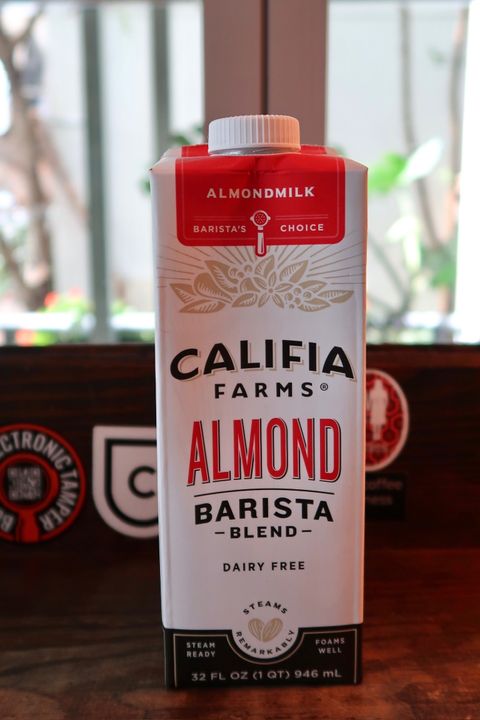 ALMONDMILK
BARISTA'S CHOICE
CALIFIA
FARMS®
ALMOND
BARISTA
-BLEND-
DAIRY FREE
STEAMS
REMARKABLY
STEAM
READY
FOAMS
WELL
32 FL OZ (1 QT) 946 mL
ECTRONIC TAMPER
C